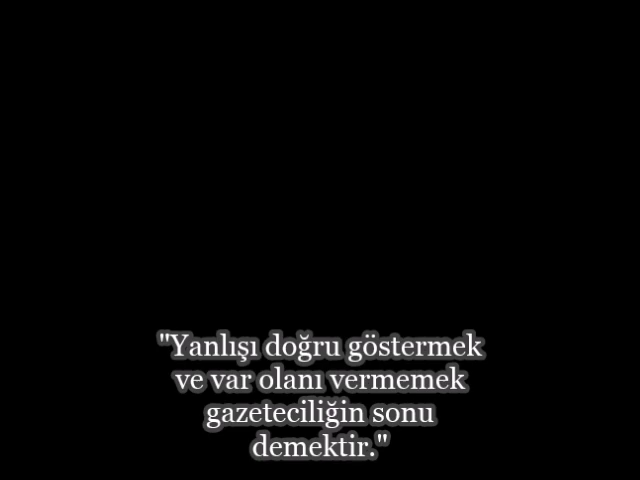 "Yanlışı doğru göstermek
ve var olanı vermemek
gazeteciliğin sonu
demektir."